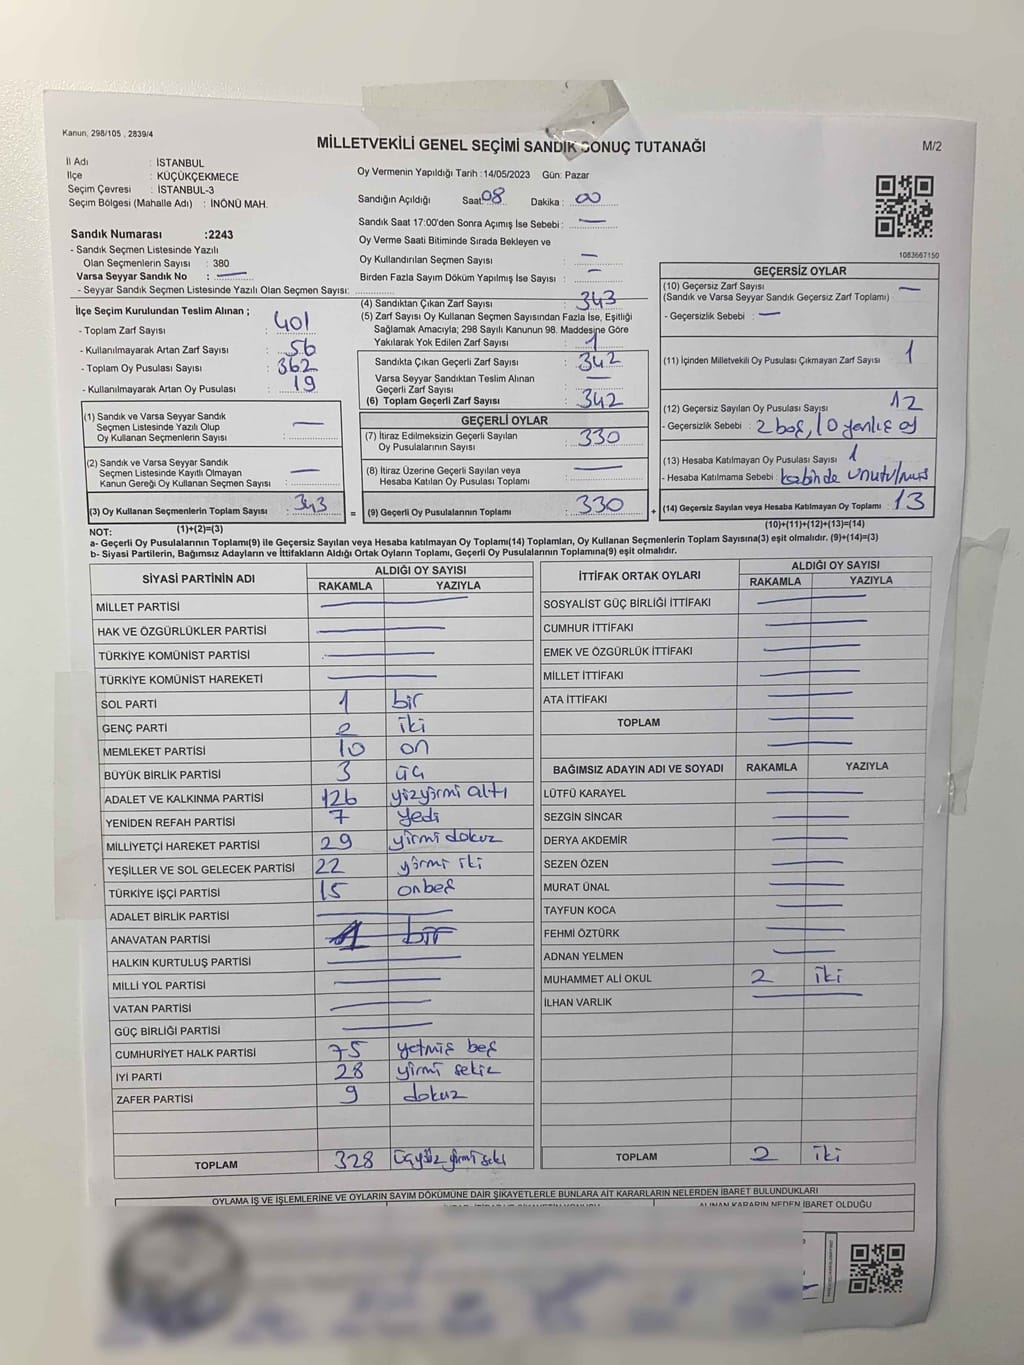 Kanun; 298/105 , 2839/4
MİLLETVEKİLİ GENEL SEÇİMİ SANDIK SONUÇ TUTANAĞI
M/2
İl Adı : İSTANBUL
İlçe : KÜÇÜKÇEKMECE
Seçim Çevresi : İSTANBUL-3
Seçim Bölgesi (Mahalle Adı) : İNÖNÜ MAH.
Sandık Numarası :2243
- Sandık Seçmen Listesinde Yazılı
Olan Seçmenlerin Sayısı : 380
Varsa Seyyar Sandık No : —
- Seyyar Sandık Seçmen Listesinde Yazılı Olan Seçmen Sayısı:
Oy Vermenin Yapıldığı Tarih :14/05/2023 Gün: Pazar
Sandığın Açıldığı Saat 08 Dakika : 00
Sandık Saat 17:00'den Sonra Açımış İse Sebebi : —
Oy Verme Saati Bitiminde Sırada Bekleyen ve
Oy Kullandırılan Seçmen Sayısı : —
Birden Fazla Sayım Döküm Yapılmış İse Sayısı : —
1083667150
İlçe Seçim Kurulundan Teslim Alınan ;
- Toplam Zarf Sayısı : 401
- Kullanılmayarak Artan Zarf Sayısı : 56
- Toplam Oy Pusulası Sayısı : 362
- Kullanılmayarak Artan Oy Pusulası : 19
(1) Sandık ve Varsa Seyyar Sandık
Seçmen Listesinde Yazılı Olup
Oy Kullanan Seçmenlerin Sayısı : —
(2) Sandık ve Varsa Seyyar Sandık
Seçmen Listesinde Kayıtlı Olmayan
Kanun Gereği Oy Kullanan Seçmen Sayısı : —
(3) Oy Kullanan Seçmenlerin Toplam Sayısı : 343
(1)+(2)=(3)
(4) Sandıktan Çıkan Zarf Sayısı : 343
(5) Zarf Sayısı Oy Kullanan Seçmen Sayısından Fazla İse, Eşitliği
Sağlamak Amacıyla; 298 Sayılı Kanunun 98. Maddesine Göre
Yakılarak Yok Edilen Zarf Sayısı : 1
Sandıkta Çıkan Geçerli Zarf Sayısı : 342
Varsa Seyyar Sandıktan Teslim Alınan
Geçerli Zarf Sayısı : —
(6) Toplam Geçerli Zarf Sayısı : 342
GEÇERLİ OYLAR
(7) İtiraz Edilmeksizin Geçerli Sayılan
Oy Pusulalarının Sayısı : 330
(8) İtiraz Üzerine Geçerli Sayılan veya
Hesaba Katılan Oy Pusulası Toplamı : —
= (9) Geçerli Oy Pusulalarının Toplamı : 330
GEÇERSİZ OYLAR
(10) Geçersiz Zarf Sayısı —
(Sandık ve Varsa Seyyar Sandık Geçersiz Zarf Toplamı)
- Geçersizlik Sebebi : —
(11) İçinden Milletvekili Oy Pusulası Çıkmayan Zarf Sayısı 1
(12) Geçersiz Sayılan Oy Pusulası Sayısı 12
- Geçersizlik Sebebi : 2 boş, 10 yanlış oy
(13) Hesaba Katılmayan Oy Pusulası Sayısı 1
- Hesaba Katılmama Sebebi : kabinde unutulmuş
+ (14) Geçersiz Sayılan veya Hesaba Katılmayan Oy Toplamı : 13
(10)+(11)+(12)+(13)=(14)
NOT:
a- Geçerli Oy Pusulalarının Toplamı(9) ile Geçersiz Sayılan veya Hesaba katılmayan Oy Toplamı(14) Toplamları, Oy Kullanan Seçmenlerin Toplam Sayısına(3) eşit olmalıdır. (9)+(14)=(3)
b- Siyasi Partilerin, Bağımsız Adayların ve İttifakların Aldığı Ortak Oyların Toplamı, Geçerli Oy Pusulalarının Toplamına(9) eşit olmalıdır.
SİYASİ PARTİNİN ADI ALDIĞI OY SAYISI
RAKAMLA YAZIYLA
MİLLET PARTİSİ —
HAK VE ÖZGÜRLÜKLER PARTİSİ —
TÜRKİYE KOMÜNİST PARTİSİ —
TÜRKİYE KOMÜNİST HAREKETİ —
SOL PARTİ 1 bir
GENÇ PARTİ 2 iki
MEMLEKET PARTİSİ 10 on
BÜYÜK BİRLİK PARTİSİ 3 üç
ADALET VE KALKINMA PARTİSİ 126 yüzyirmi altı
YENİDEN REFAH PARTİSİ 7 yedi
MİLLİYETÇİ HAREKET PARTİSİ 29 yirmi dokuz
YEŞİLLER VE SOL GELECEK PARTİSİ 22 yirmi iki
TÜRKİYE İŞÇİ PARTİSİ 15 onbeş
ADALET BİRLİK PARTİSİ —
ANAVATAN PARTİSİ 1 bir
HALKIN KURTULUŞ PARTİSİ —
MİLLİ YOL PARTİSİ —
VATAN PARTİSİ —
GÜÇ BİRLİĞİ PARTİSİ —
CUMHURİYET HALK PARTİSİ 75 yetmiş beş
İYİ PARTİ 28 yirmi sekiz
ZAFER PARTİSİ 9 dokuz
TOPLAM 328 üçyüz yirmi seki
İTTİFAK ORTAK OYLARI ALDIĞI OY SAYISI
RAKAMLA YAZIYLA
SOSYALİST GÜÇ BİRLİĞİ İTTİFAKI —
CUMHUR İTTİFAKI —
EMEK VE ÖZGÜRLÜK İTTİFAKI —
MİLLET İTTİFAKI —
ATA İTTİFAKI —
TOPLAM —
BAĞIMSIZ ADAYIN ADI VE SOYADI RAKAMLA YAZIYLA
LÜTFÜ KARAYEL —
SEZGİN SİNCAR —
DERYA AKDEMİR —
SEZEN ÖZEN —
MURAT ÜNAL —
TAYFUN KOCA —
FEHMİ ÖZTÜRK —
ADNAN YELMEN —
MUHAMMET ALİ OKUL 2 iki
İLHAN VARLIK —
TOPLAM 2 iki
OYLAMA İŞ VE İŞLEMLERİNE VE OYLARIN SAYIM DÖKÜMÜNE DAİR ŞİKAYETLERLE BUNLARA AİT KARARLARIN NELERDEN İBARET BULUNDUKLARI
ALINAN KARARIN NEDEN İBARET OLDUĞU